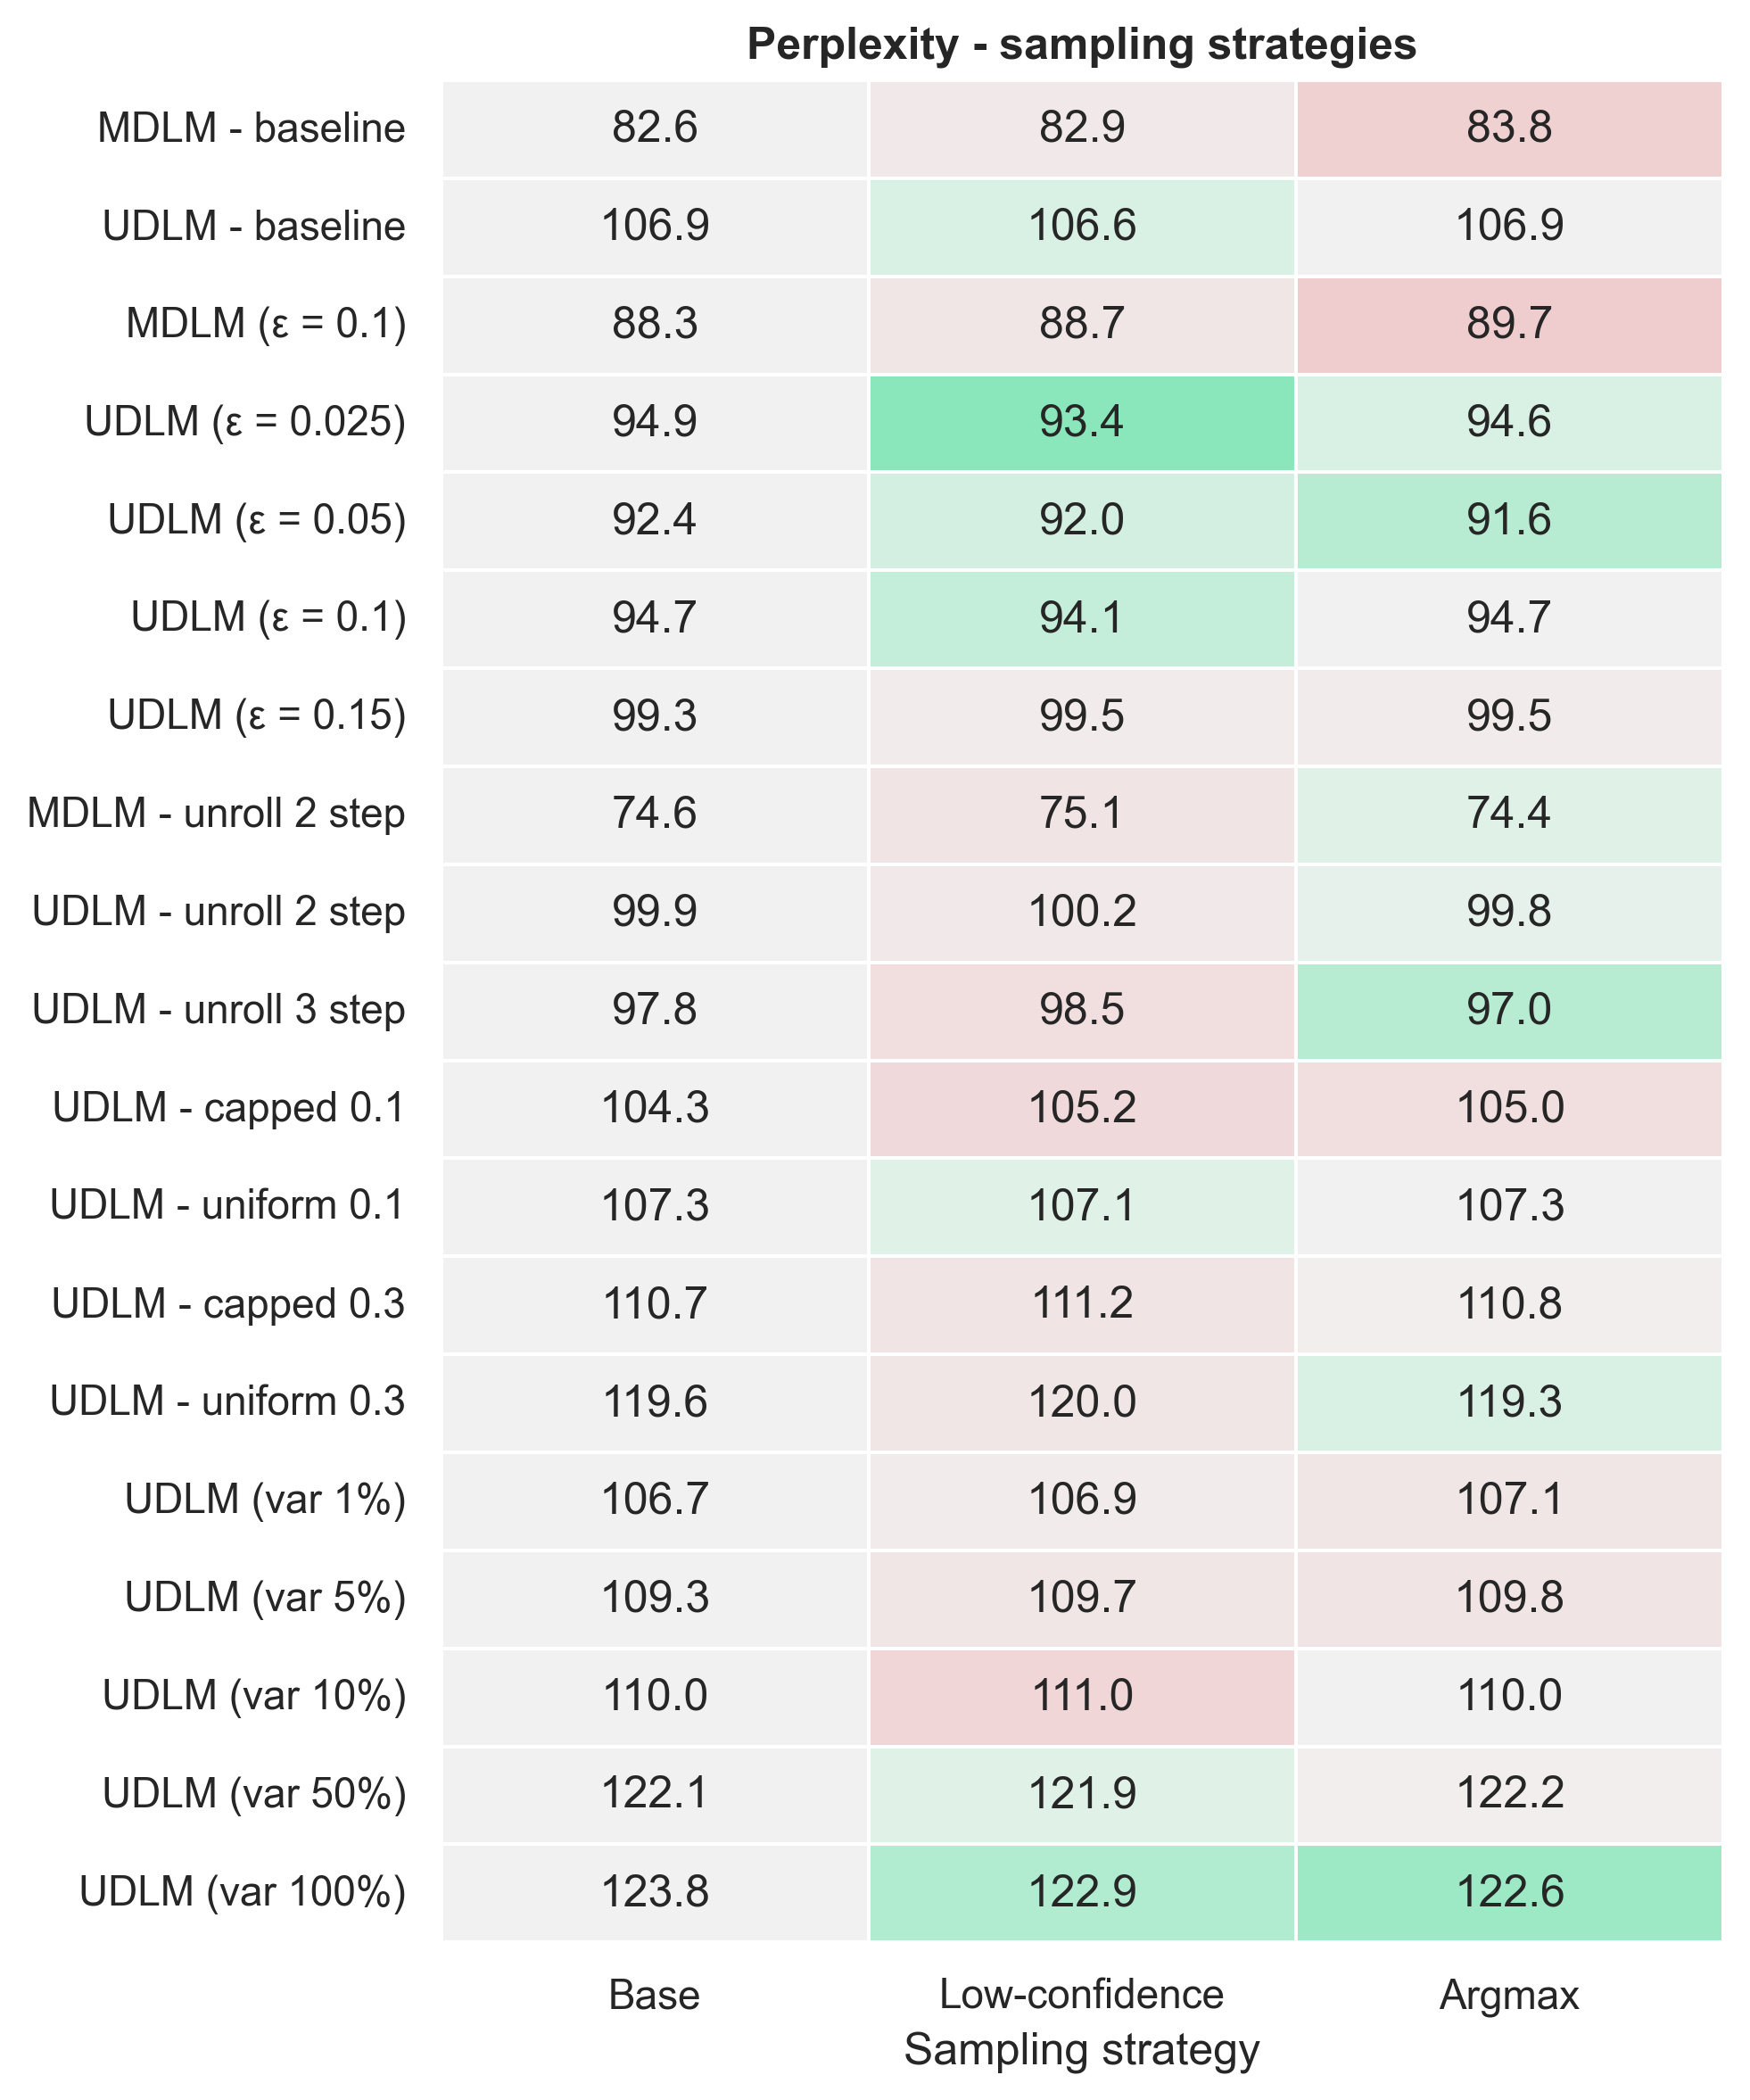 Perplexity - sampling strategies
MDLM - baseline 82.6 82.9 83.8
UDLM - baseline 106.9 106.6 106.9
MDLM (ε = 0.1) 88.3 88.7 89.7
UDLM (ε = 0.025) 94.9 93.4 94.6
UDLM (ε = 0.05) 92.4 92.0 91.6
UDLM (ε = 0.1) 94.7 94.1 94.7
UDLM (ε = 0.15) 99.3 99.5 99.5
MDLM - unroll 2 step 74.6 75.1 74.4
UDLM - unroll 2 step 99.9 100.2 99.8
UDLM - unroll 3 step 97.8 98.5 97.0
UDLM - capped 0.1 104.3 105.2 105.0
UDLM - uniform 0.1 107.3 107.1 107.3
UDLM - capped 0.3 110.7 111.2 110.8
UDLM - uniform 0.3 119.6 120.0 119.3
UDLM (var 1%) 106.7 106.9 107.1
UDLM (var 5%) 109.3 109.7 109.8
UDLM (var 10%) 110.0 111.0 110.0
UDLM (var 50%) 122.1 121.9 122.2
UDLM (var 100%) 123.8 122.9 122.6
Base Low-confidence Argmax
Sampling strategy